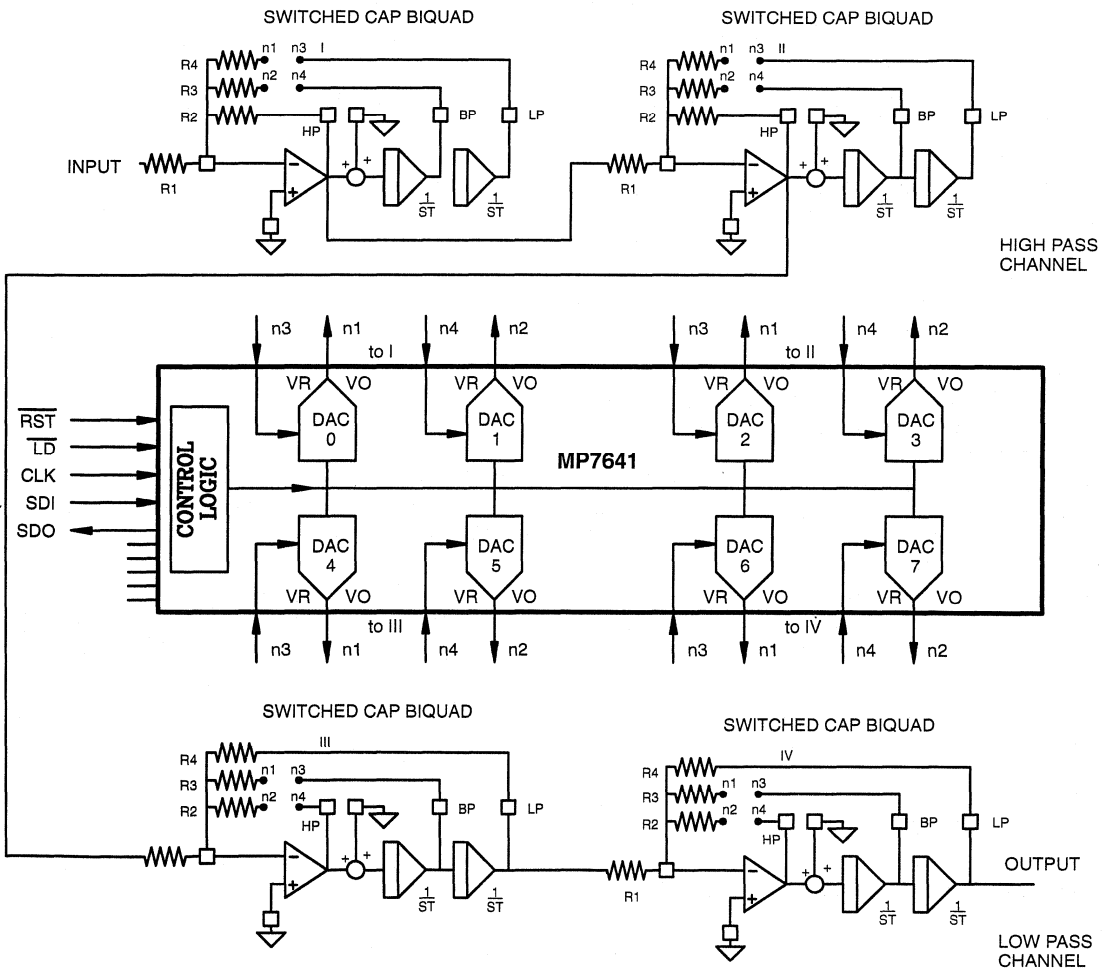 SWITCHED CAP BIQUAD SWITCHED CAP BIQUAD
R4 n1 n3 I R4 n1 n3 II
R3 n2 n4 R3 n2 n4
R2 HP BP LP R2 HP BP LP
INPUT R1 − + + + 1/ST 1/ST R1 − + + + 1/ST 1/ST
HIGH PASS
CHANNEL
n3 n1 n4 n2 n3 n1 n4 n2
to I to II
VR VO VR VO VR VO VR VO
DAC 0 DAC 1 DAC 2 DAC 3
MP7641
RST
LD
CLK
SDI
SDO
CONTROL
LOGIC
DAC 4 DAC 5 DAC 6 DAC 7
VR VO VR VO VR VO VR VO
to III to IV
n3 n1 n4 n2 n3 n1 n4 n2
SWITCHED CAP BIQUAD SWITCHED CAP BIQUAD
R4 III R4 IV
R3 n1 n3 R3 n1 n3
R2 n2 n4 HP BP LP R2 n2 n4 HP BP LP
− + + + 1/ST 1/ST R1 − + + + 1/ST 1/ST
OUTPUT
LOW PASS
CHANNEL